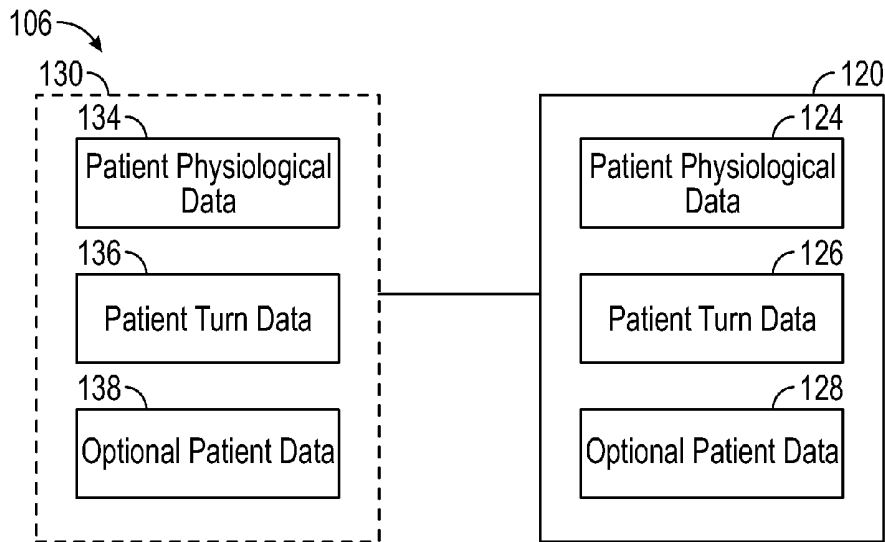 106
130
120
134
Patient Physiological
Data
136
Patient Turn Data
138
Optional Patient Data
124
Patient Physiological
Data
126
Patient Turn Data
128
Optional Patient Data